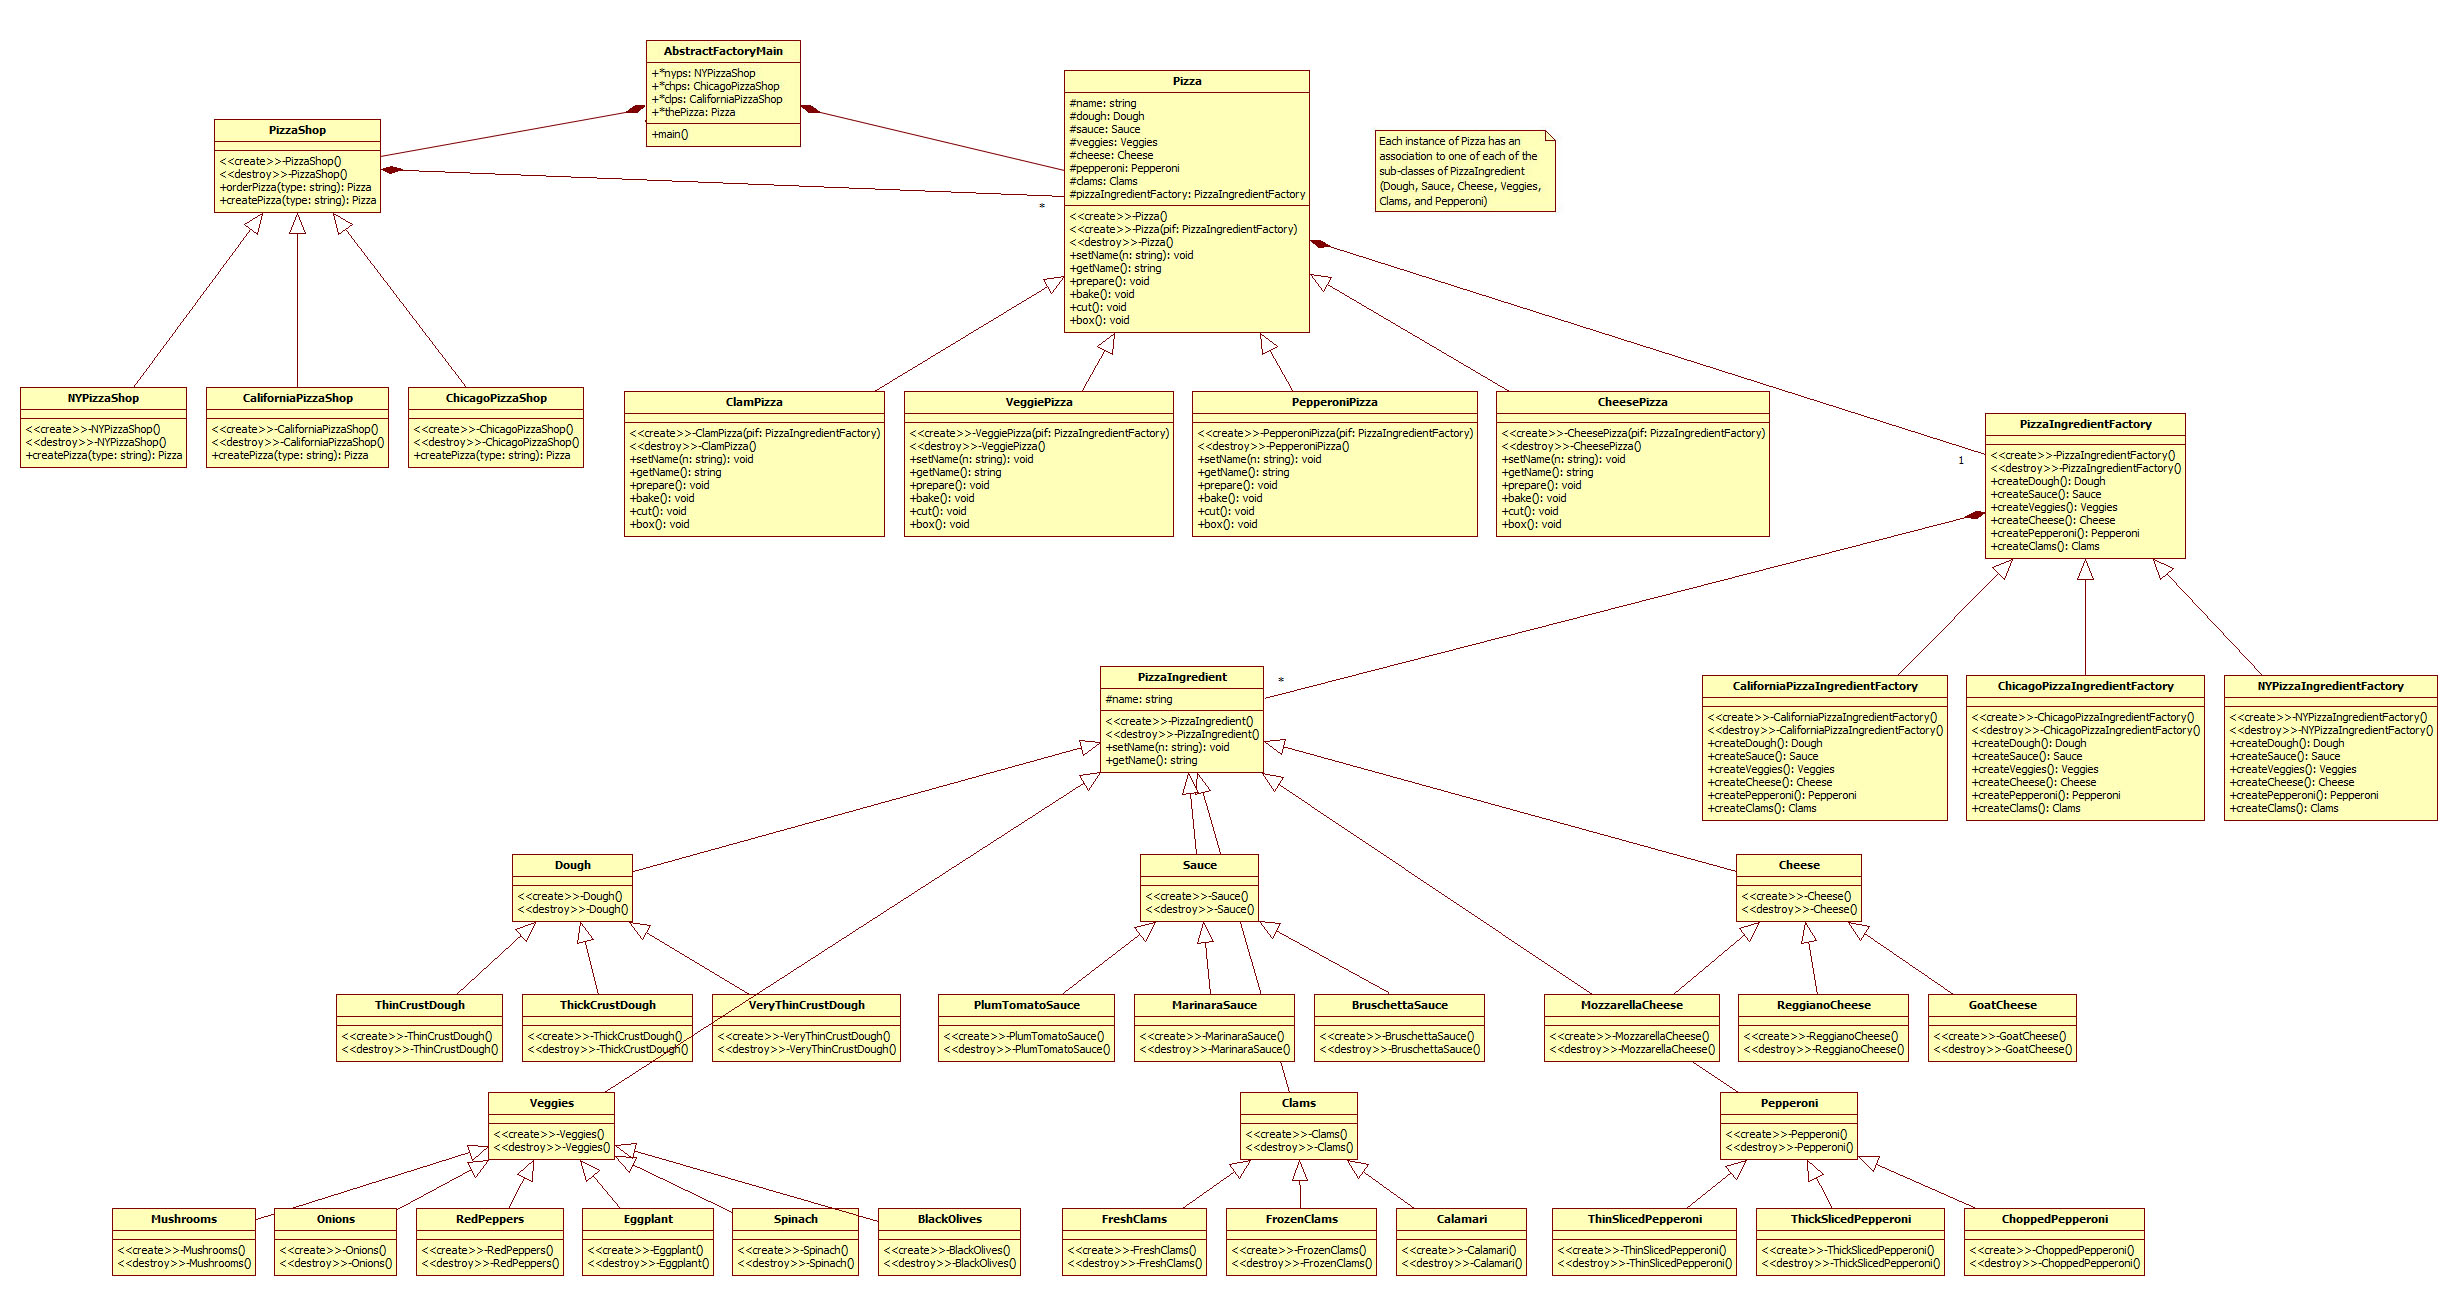 AbstractFactoryMain
+*nyps: NYPizzaShop
+*chps: ChicagoPizzaShop
+*clps: CaliforniaPizzaShop
+*thePizza: Pizza
+main()
Pizza
#name: string
#dough: Dough
#sauce: Sauce
#veggies: Veggies
#cheese: Cheese
#pepperoni: Pepperoni
#clams: Clams
#pizzaIngredientFactory: PizzaIngredientFactory
<<create>>-Pizza()
<<create>>-Pizza(pif: PizzaIngredientFactory)
<<destroy>>-Pizza()
+setName(n: string): void
+getName(): string
+prepare(): void
+bake(): void
+cut(): void
+box(): void
PizzaShop
<<create>>-PizzaShop()
<<destroy>>-PizzaShop()
+orderPizza(type: string): Pizza
+createPizza(type: string): Pizza
*
Each instance of Pizza has an
association to one of each of the
sub-classes of PizzaIngredient
(Dough, Sauce, Cheese, Veggies,
Clams, and Pepperoni)
NYPizzaShop
<<create>>-NYPizzaShop()
<<destroy>>-NYPizzaShop()
+createPizza(type: string): Pizza
CaliforniaPizzaShop
<<create>>-CaliforniaPizzaShop()
<<destroy>>-CaliforniaPizzaShop()
+createPizza(type: string): Pizza
ChicagoPizzaShop
<<create>>-ChicagoPizzaShop()
<<destroy>>-ChicagoPizzaShop()
+createPizza(type: string): Pizza
ClamPizza
<<create>>-ClamPizza(pif: PizzaIngredientFactory)
<<destroy>>-ClamPizza()
+setName(n: string): void
+getName(): string
+prepare(): void
+bake(): void
+cut(): void
+box(): void
VeggiePizza
<<create>>-VeggiePizza(pif: PizzaIngredientFactory)
<<destroy>>-VeggiePizza()
+setName(n: string): void
+getName(): string
+prepare(): void
+bake(): void
+cut(): void
+box(): void
PepperoniPizza
<<create>>-PepperoniPizza(pif: PizzaIngredientFactory)
<<destroy>>-PepperoniPizza()
+setName(n: string): void
+getName(): string
+prepare(): void
+bake(): void
+cut(): void
+box(): void
CheesePizza
<<create>>-CheesePizza(pif: PizzaIngredientFactory)
<<destroy>>-CheesePizza()
+setName(n: string): void
+getName(): string
+prepare(): void
+bake(): void
+cut(): void
+box(): void
1
PizzaIngredientFactory
<<create>>-PizzaIngredientFactory()
<<destroy>>-PizzaIngredientFactory()
+createDough(): Dough
+createSauce(): Sauce
+createVeggies(): Veggies
+createCheese(): Cheese
+createPepperoni(): Pepperoni
+createClams(): Clams
PizzaIngredient
#name: string
<<create>>-PizzaIngredient()
<<destroy>>-PizzaIngredient()
+setName(n: string): void
+getName(): string
*
CaliforniaPizzaIngredientFactory
<<create>>-CaliforniaPizzaIngredientFactory()
<<destroy>>-CaliforniaPizzaIngredientFactory()
+createDough(): Dough
+createSauce(): Sauce
+createVeggies(): Veggies
+createCheese(): Cheese
+createPepperoni(): Pepperoni
+createClams(): Clams
ChicagoPizzaIngredientFactory
<<create>>-ChicagoPizzaIngredientFactory()
<<destroy>>-ChicagoPizzaIngredientFactory()
+createDough(): Dough
+createSauce(): Sauce
+createVeggies(): Veggies
+createCheese(): Cheese
+createPepperoni(): Pepperoni
+createClams(): Clams
NYPizzaIngredientFactory
<<create>>-NYPizzaIngredientFactory()
<<destroy>>-NYPizzaIngredientFactory()
+createDough(): Dough
+createSauce(): Sauce
+createVeggies(): Veggies
+createCheese(): Cheese
+createPepperoni(): Pepperoni
+createClams(): Clams
Dough
<<create>>-Dough()
<<destroy>>-Dough()
Sauce
<<create>>-Sauce()
<<destroy>>-Sauce()
Cheese
<<create>>-Cheese()
<<destroy>>-Cheese()
ThinCrustDough
<<create>>-ThinCrustDough()
<<destroy>>-ThinCrustDough()
ThickCrustDough
<<create>>-ThickCrustDough()
<<destroy>>-ThickCrustDough()
VeryThinCrustDough
<<create>>-VeryThinCrustDough()
<<destroy>>-VeryThinCrustDough()
PlumTomatoSauce
<<create>>-PlumTomatoSauce()
<<destroy>>-PlumTomatoSauce()
MarinaraSauce
<<create>>-MarinaraSauce()
<<destroy>>-MarinaraSauce()
BruschettaSauce
<<create>>-BruschettaSauce()
<<destroy>>-BruschettaSauce()
MozzarellaCheese
<<create>>-MozzarellaCheese()
<<destroy>>-MozzarellaCheese()
ReggianoCheese
<<create>>-ReggianoCheese()
<<destroy>>-ReggianoCheese()
GoatCheese
<<create>>-GoatCheese()
<<destroy>>-GoatCheese()
Veggies
<<create>>-Veggies()
<<destroy>>-Veggies()
Clams
<<create>>-Clams()
<<destroy>>-Clams()
Pepperoni
<<create>>-Pepperoni()
<<destroy>>-Pepperoni()
Mushrooms
<<create>>-Mushrooms()
<<destroy>>-Mushrooms()
Onions
<<create>>-Onions()
<<destroy>>-Onions()
RedPeppers
<<create>>-RedPeppers()
<<destroy>>-RedPeppers()
Eggplant
<<create>>-Eggplant()
<<destroy>>-Eggplant()
Spinach
<<create>>-Spinach()
<<destroy>>-Spinach()
BlackOlives
<<create>>-BlackOlives()
<<destroy>>-BlackOlives()
FreshClams
<<create>>-FreshClams()
<<destroy>>-FreshClams()
FrozenClams
<<create>>-FrozenClams()
<<destroy>>-FrozenClams()
Calamari
<<create>>-Calamari()
<<destroy>>-Calamari()
ThinSlicedPepperoni
<<create>>-ThinSlicedPepperoni()
<<destroy>>-ThinSlicedPepperoni()
ThickSlicedPepperoni
<<create>>-ThickSlicedPepperoni()
<<destroy>>-ThickSlicedPepperoni()
ChoppedPepperoni
<<create>>-ChoppedPepperoni()
<<destroy>>-ChoppedPepperoni()